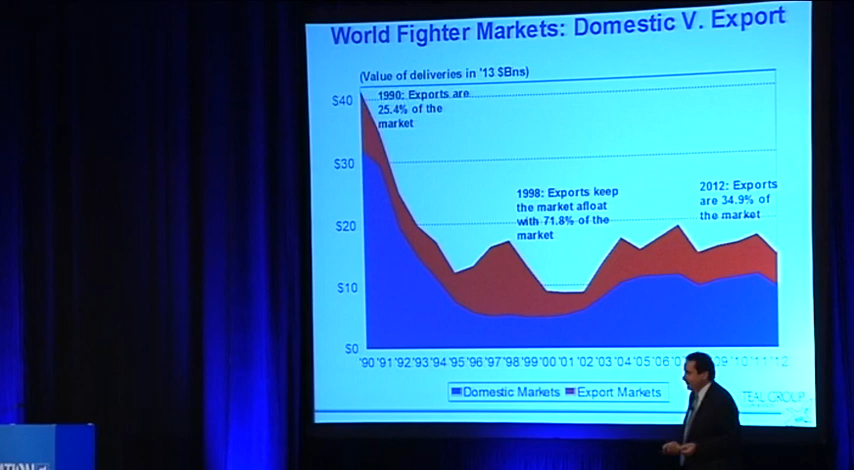 World Fighter Markets: Domestic V. Export
(Value of deliveries in '13 $Bns)
$40
$30
$20
$10
$0
1990: Exports are
25.4% of the
market
1998: Exports keep
the market afloat
with 71.8% of the
market
2012: Exports
are 34.9% of
the market
'90 '91 '92 '93 '94 '95 '96 '97 '98 '99 '00 '01 '02 '03 '04 '05 '06 '10 '11 '12
Domestic Markets Export Markets
TEAL GROUP